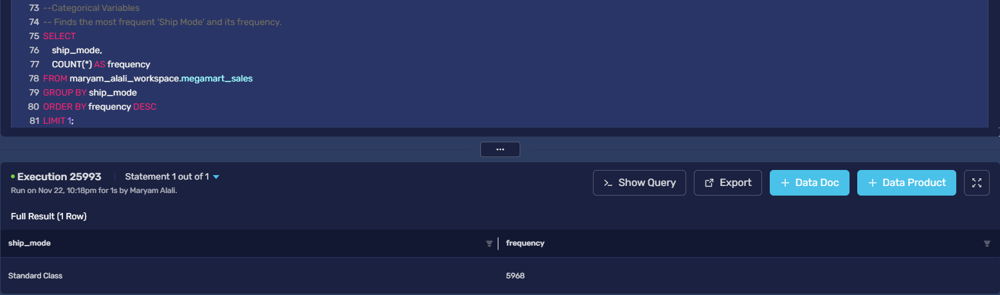 73 --Categorical Variables
74 -- Finds the most frequent 'Ship Mode' and its frequency.
75 SELECT
76 ship_mode,
77 COUNT(*) AS frequency
78 FROM maryam_alali_workspace.megamart_sales
79 GROUP BY ship_mode
80 ORDER BY frequency DESC
81 LIMIT 1;
...
Execution 25993 Statement 1 out of 1
Show Query Export + Data Doc + Data Product
Run on Nov 22, 10:18pm for 1s by Maryam Alali.
Full Result (1 Row)
ship_mode frequency
Standard Class 5968